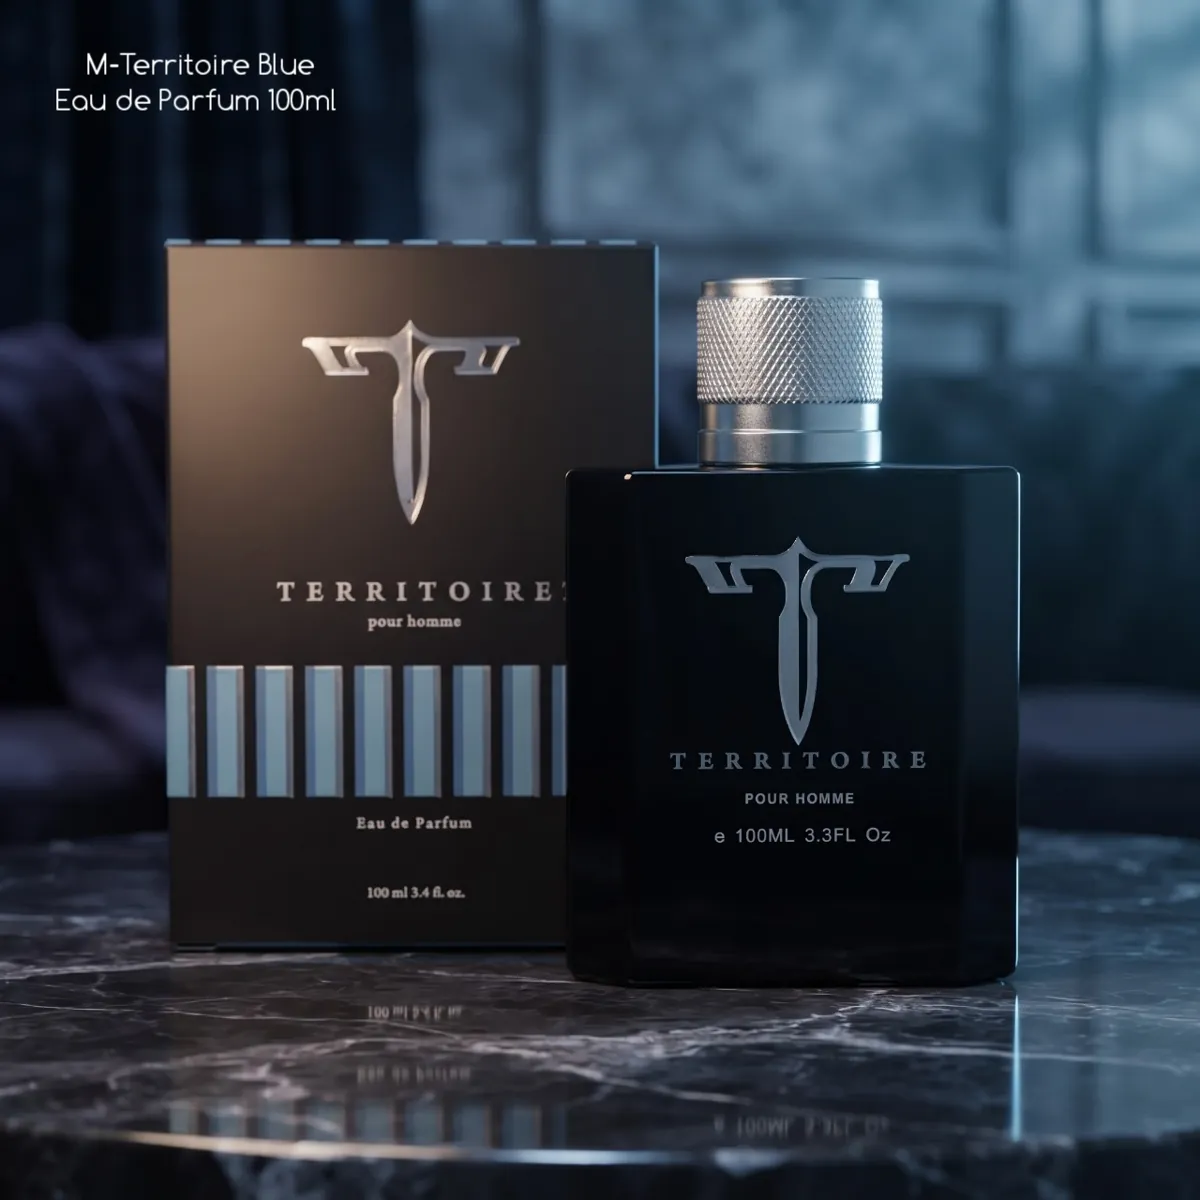 M-Territoire Blue
Eau de Parfum 100ml
TERRITOIRE
pour homme
Eau de Parfum
100 ml 3.4 fl. oz.
TERRITOIRE
POUR HOMME
e 100ML 3.3FL Oz